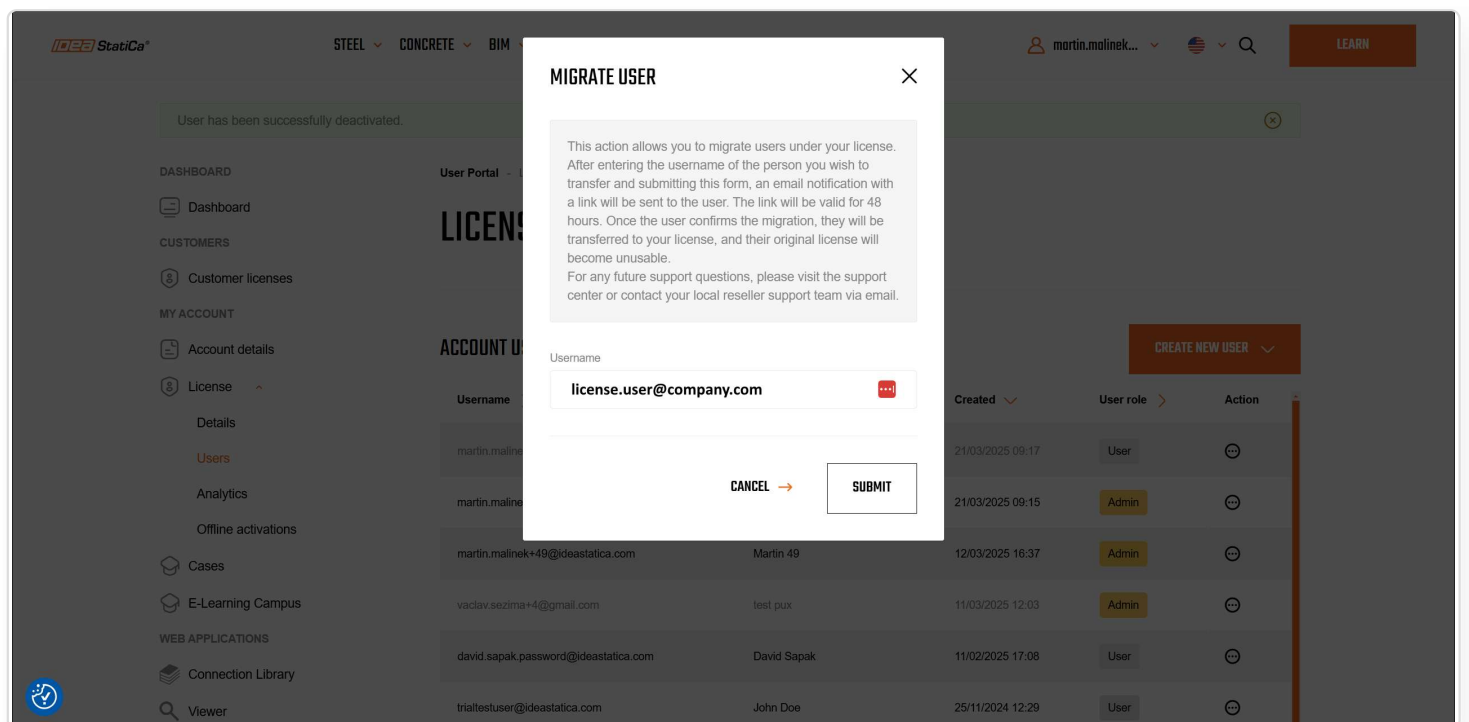 IDEA StatiCa®
STEEL CONCRETE BIM
martin.malinek...
LEARN
MIGRATE USER
User has been successfully deactivated.
This action allows you to migrate users under your license.
After entering the username of the person you wish to
transfer and submitting this form, an email notification with
a link will be sent to the user. The link will be valid for 48
hours. Once the user confirms the migration, they will be
transferred to your license, and their original license will
become unusable.
For any future support questions, please visit the support
center or contact your local reseller support team via email.
DASHBOARD
Dashboard
CUSTOMERS
Customer licenses
MY ACCOUNT
Account details
License
Details
Users
Analytics
Offline activations
Cases
E-Learning Campus
WEB APPLICATIONS
Connection Library
Viewer
User Portal -
LICENS
ACCOUNT U
CREATE NEW USER
Username
license.user@company.com
CANCEL → SUBMIT
Username Created User role Action
martin.maline 21/03/2025 09:17 User
martin.maline 21/03/2025 09:15 Admin
martin.malinek+49@ideastatica.com Martin 49 12/03/2025 16:37 Admin
vaclav.sezima+4@gmail.com test pux 11/03/2025 12:03 Admin
david.sapak.password@ideastatica.com David Sapak 11/02/2025 17:08 User
trialtestuser@ideastatica.com John Doe 25/11/2024 12:29 User